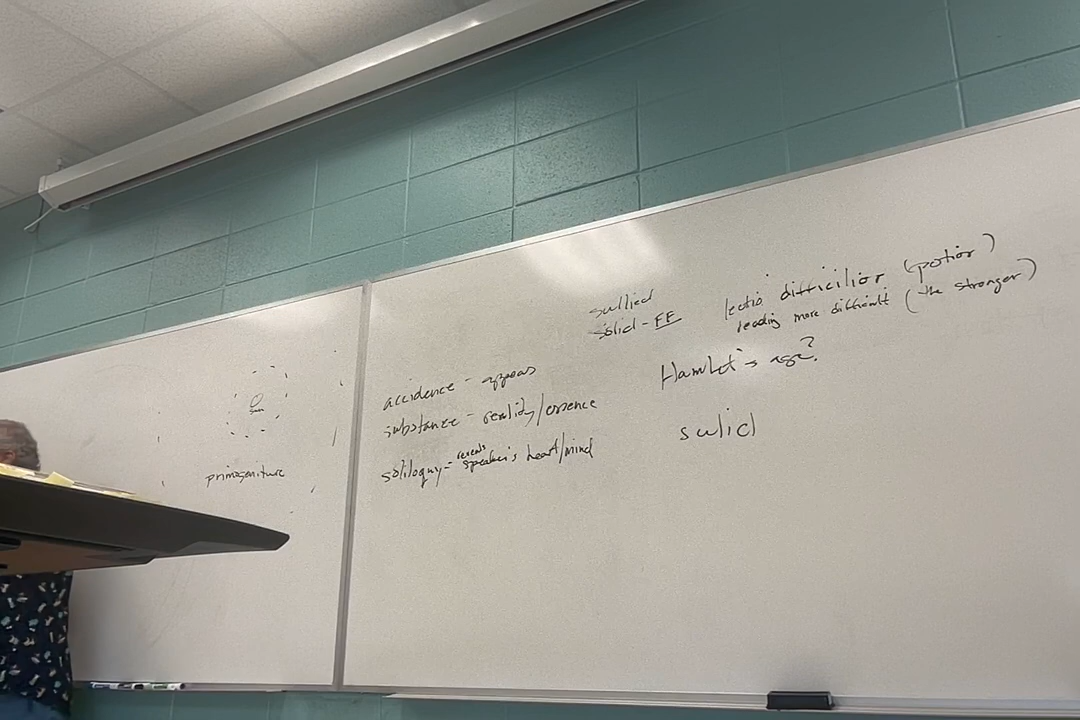 primogeniture
accidence - appears
substance - reality/essence
soliloquy = reveals speaker's heart/mind
sullied
solid - FF
lectio difficilior (potior)
reading more difficult (the stronger)
Hamlet's age?
sulid